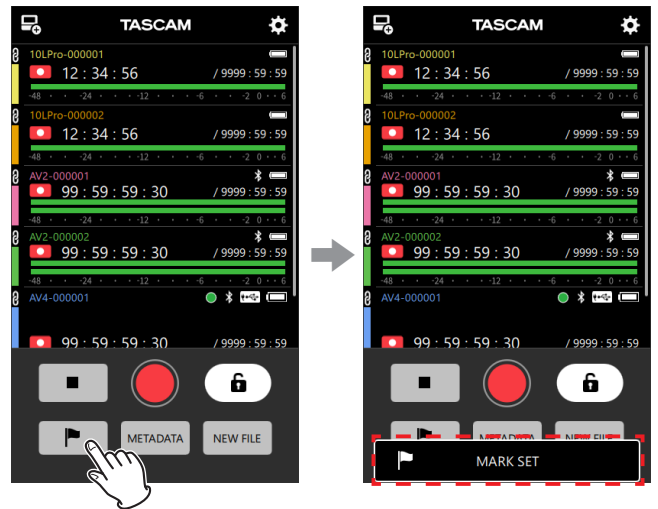 TASCAM
10LPro-000001
12 : 34 : 56 / 9999 : 59 : 59
-48 · · -24 · · · -12 · · · -6 · · -2 0 · · 6
10LPro-000002
12 : 34 : 56 / 9999 : 59 : 59
-48 · · -24 · · · -12 · · · -6 · · -2 0 · · 6
AV2-000001
99 : 59 : 59 : 30 / 9999 : 59 : 59
-48 · · -24 · · · -12 · · · -6 · · -2 0 · · 6
AV2-000002
99 : 59 : 59 : 30 / 9999 : 59 : 59
-48 · · -24 · · · -12 · · · -6 · · -2 0 · · 6
AV4-000001
99 : 59 : 59 : 30 / 9999 : 59 : 59
METADATA NEW FILE
TASCAM
10LPro-000001
12 : 34 : 56 / 9999 : 59 : 59
-48 · · -24 · · · -12 · · · -6 · · -2 0 · · 6
10LPro-000002
12 : 34 : 56 / 9999 : 59 : 59
-48 · · -24 · · · -12 · · · -6 · · -2 0 · · 6
AV2-000001
99 : 59 : 59 : 30 / 9999 : 59 : 59
-48 · · -24 · · · -12 · · · -6 · · -2 0 · · 6
AV2-000002
99 : 59 : 59 : 30 / 9999 : 59 : 59
-48 · · -24 · · · -12 · · · -6 · · -2 0 · · 6
AV4-000001
99 : 59 : 59 : 30 / 9999 : 59 : 59
METADATA NEW FILE
MARK SET